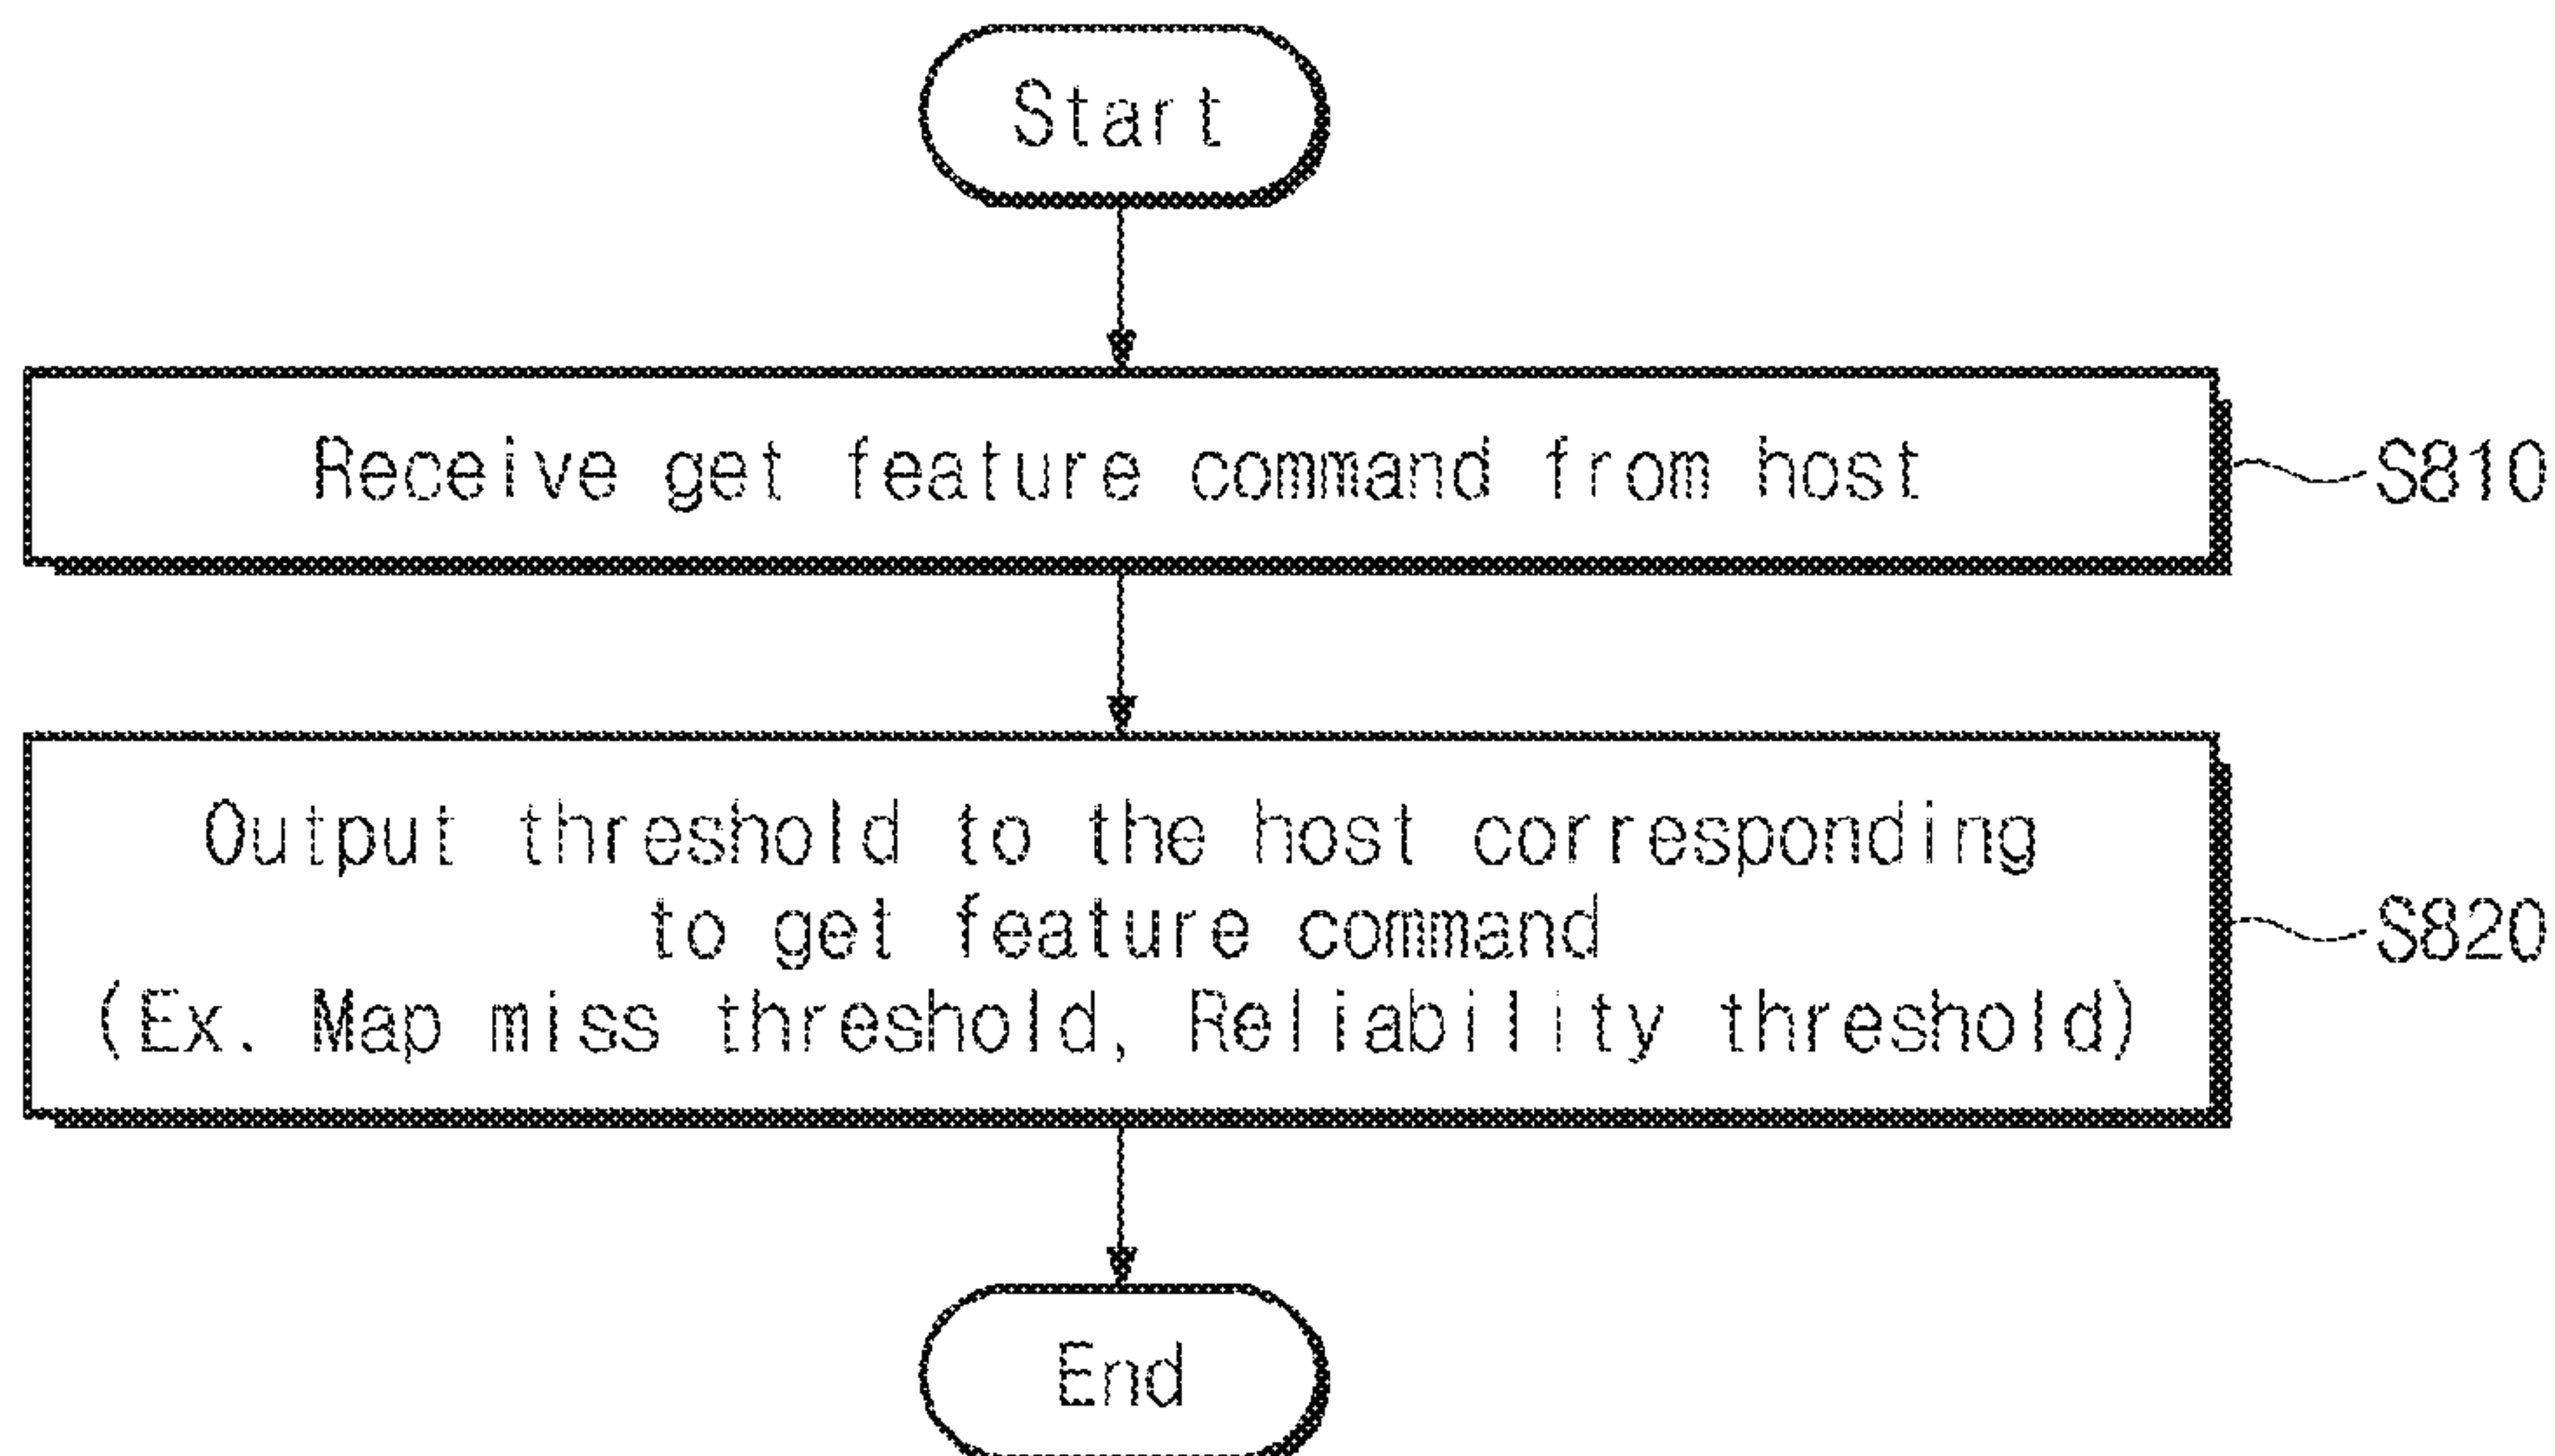 Start
Receive get feature command from host
S810
Output threshold to the host corresponding
to get feature command
(Ex. Map miss threshold, Reliability threshold)
S820
End